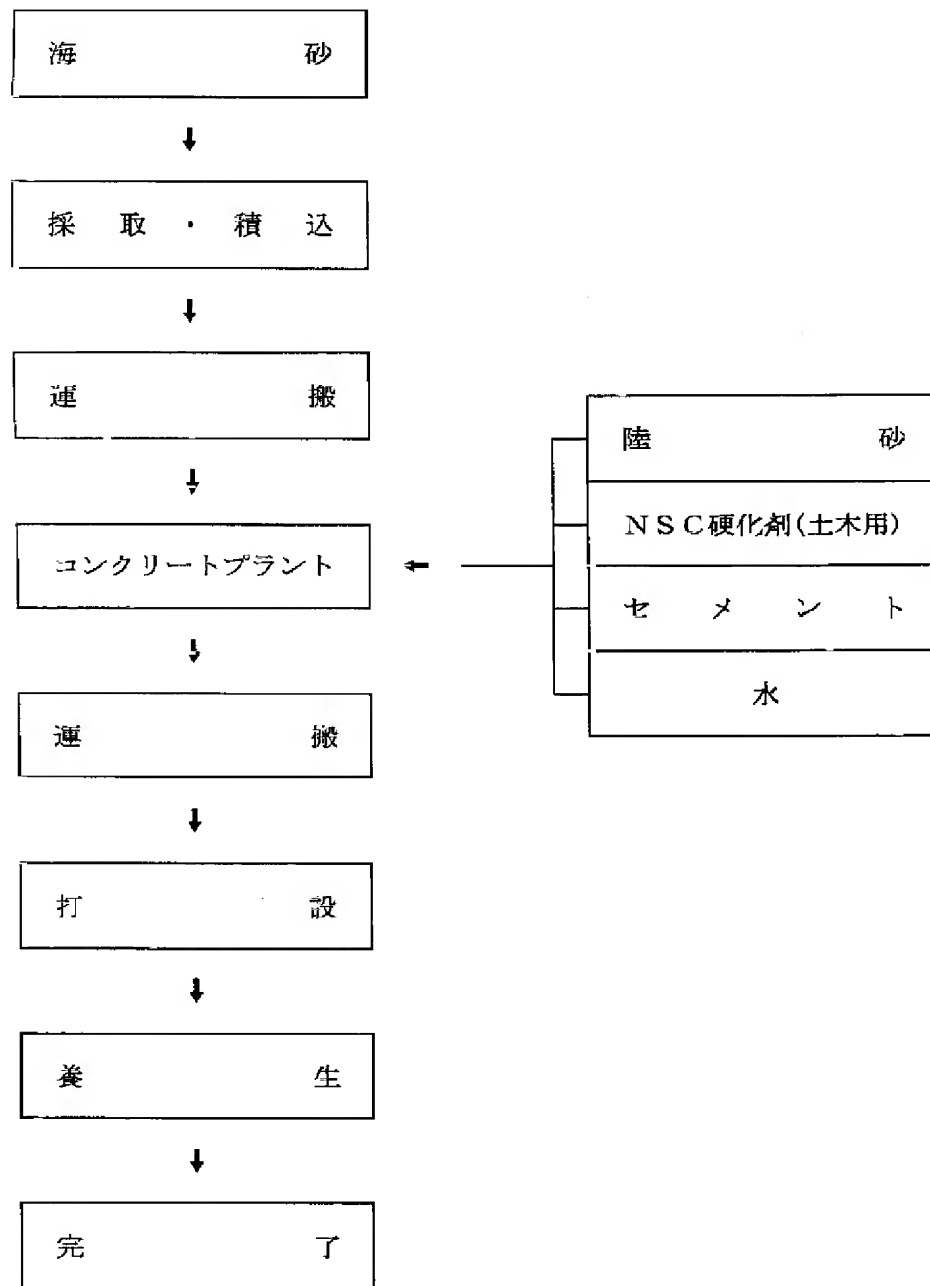 海砂
採取・積込
運搬
コンクリートプラント
陸砂
NSC硬化剤(土木用)
セメント
水
運搬
打設
養生
完了